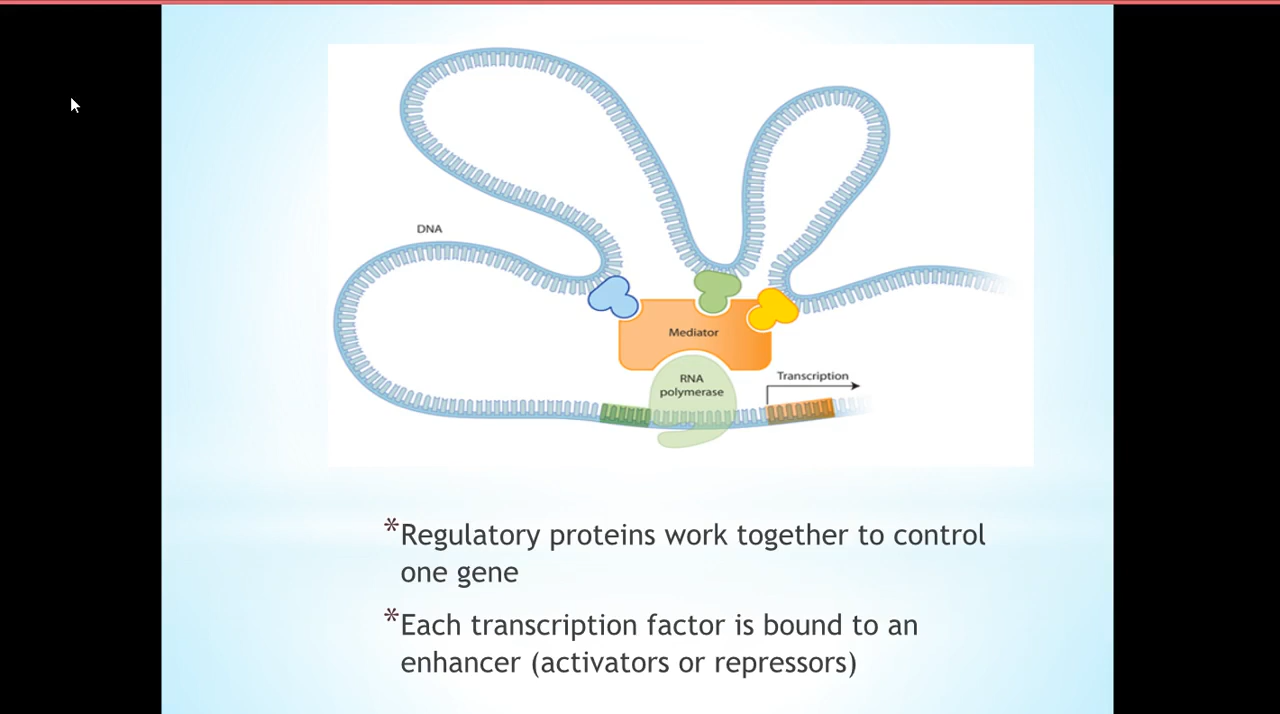 DNA
Mediator
RNA
polymerase
Transcription
*Regulatory proteins work together to control
one gene
*Each transcription factor is bound to an
enhancer (activators or repressors)